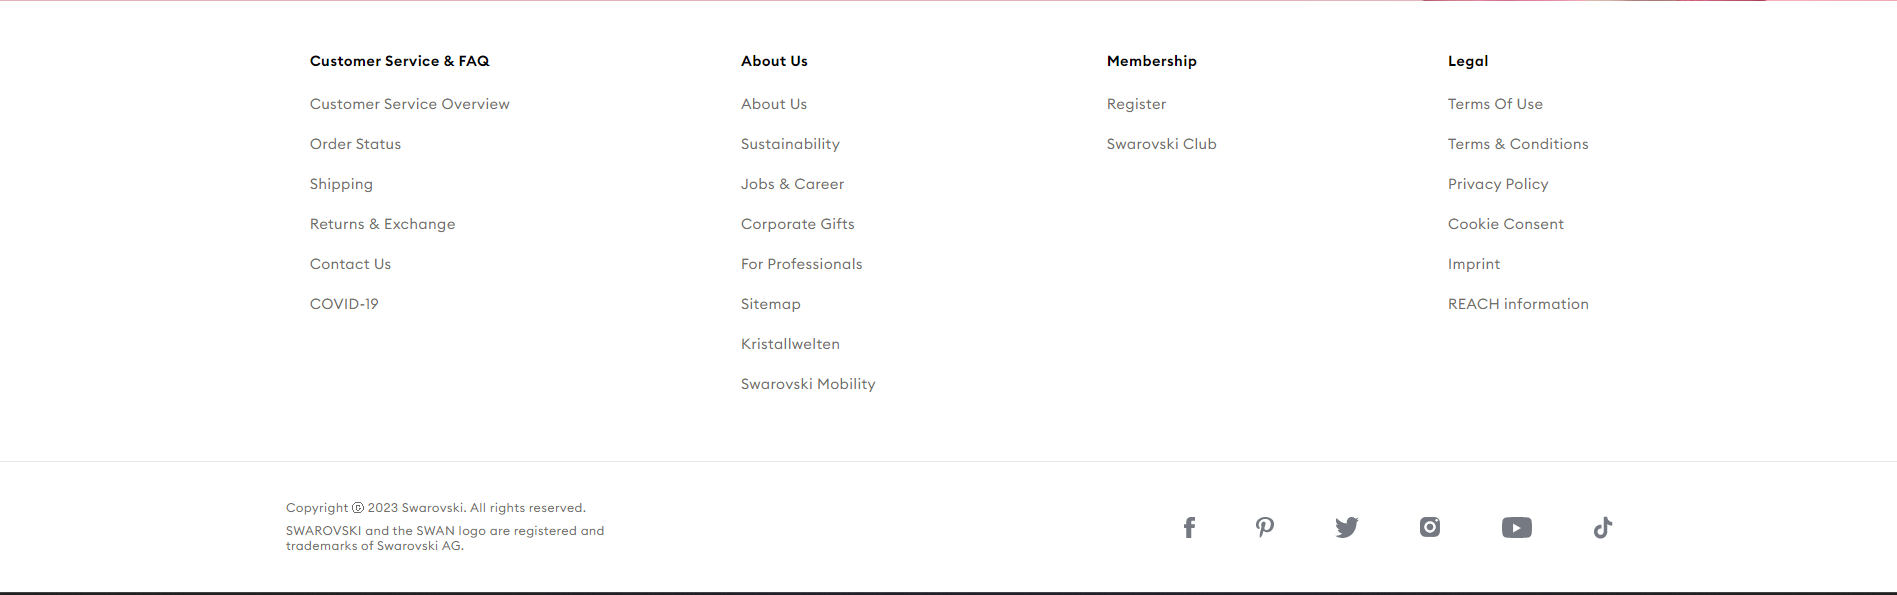 Customer Service & FAQ
Customer Service Overview
Order Status
Shipping
Returns & Exchange
Contact Us
COVID-19
About Us
About Us
Sustainability
Jobs & Career
Corporate Gifts
For Professionals
Sitemap
Kristallwelten
Swarovski Mobility
Membership
Register
Swarovski Club
Legal
Terms Of Use
Terms & Conditions
Privacy Policy
Cookie Consent
Imprint
REACH information
Copyright © 2023 Swarovski. All rights reserved.
SWAROVSKI and the SWAN logo are registered and
trademarks of Swarovski AG.